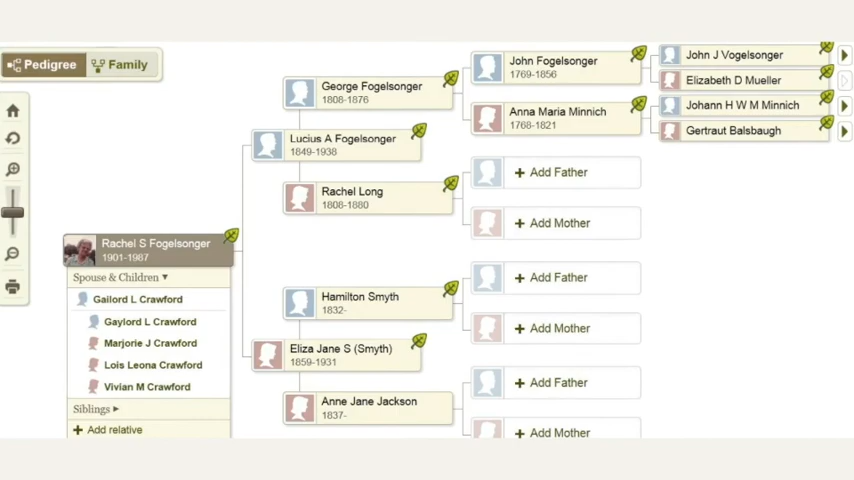 Pedigree
Family
John Fogelsonger
1769-1856
John J Vogelsonger
Elizabeth D Mueller
George Fogelsonger
1808-1876
Anna Maria Minnich
1768-1821
Johann H W M Minnich
Gertraut Balsbaugh
Lucius A Fogelsonger
1849-1938
Rachel Long
1808-1880
+ Add Father
+ Add Mother
Rachel S Fogelsonger
1901-1987
Spouse & Children ▾
Gailord L Crawford
Gaylord L Crawford
Marjorie J Crawford
Lois Leona Crawford
Vivian M Crawford
Siblings ▸
+ Add relative
Hamilton Smyth
1832-
+ Add Father
+ Add Mother
Eliza Jane S (Smyth)
1859-1931
Anne Jane Jackson
1837-
+ Add Father
+ Add Mother